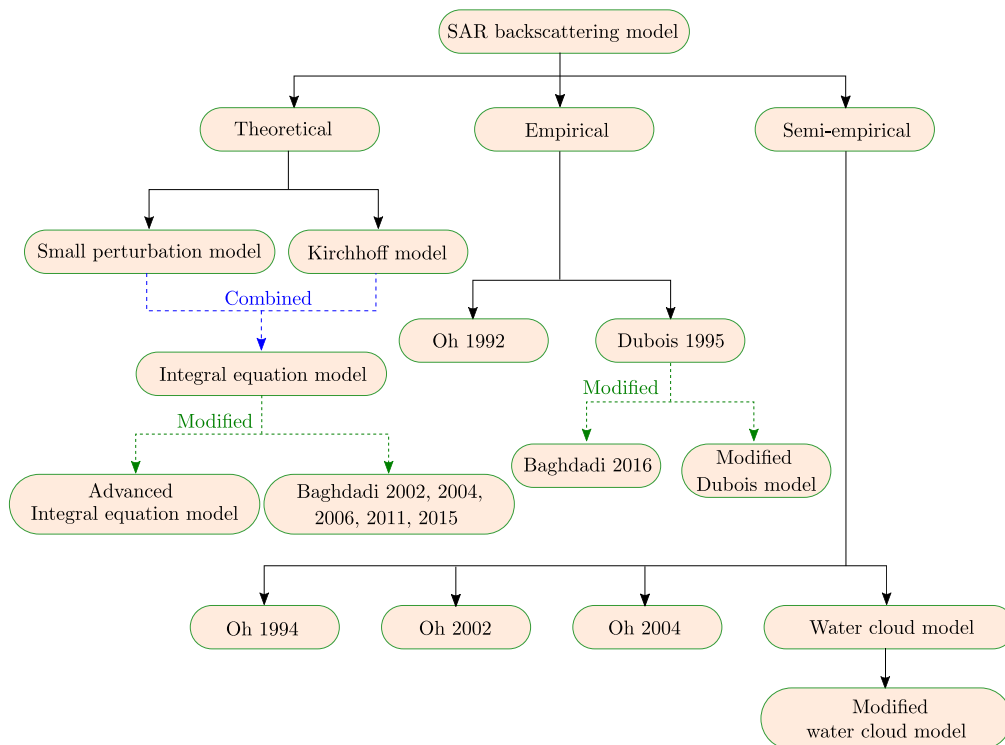 SAR backscattering model
Theoretical
Empirical
Semi-empirical
Small perturbation model
Kirchhoff model
Combined
Oh 1992
Dubois 1995
Integral equation model
Modified
Modified
Baghdadi 2016
Modified
Dubois model
Advanced
Integral equation model
Baghdadi 2002, 2004,
2006, 2011, 2015
Oh 1994
Oh 2002
Oh 2004
Water cloud model
Modified
water cloud model